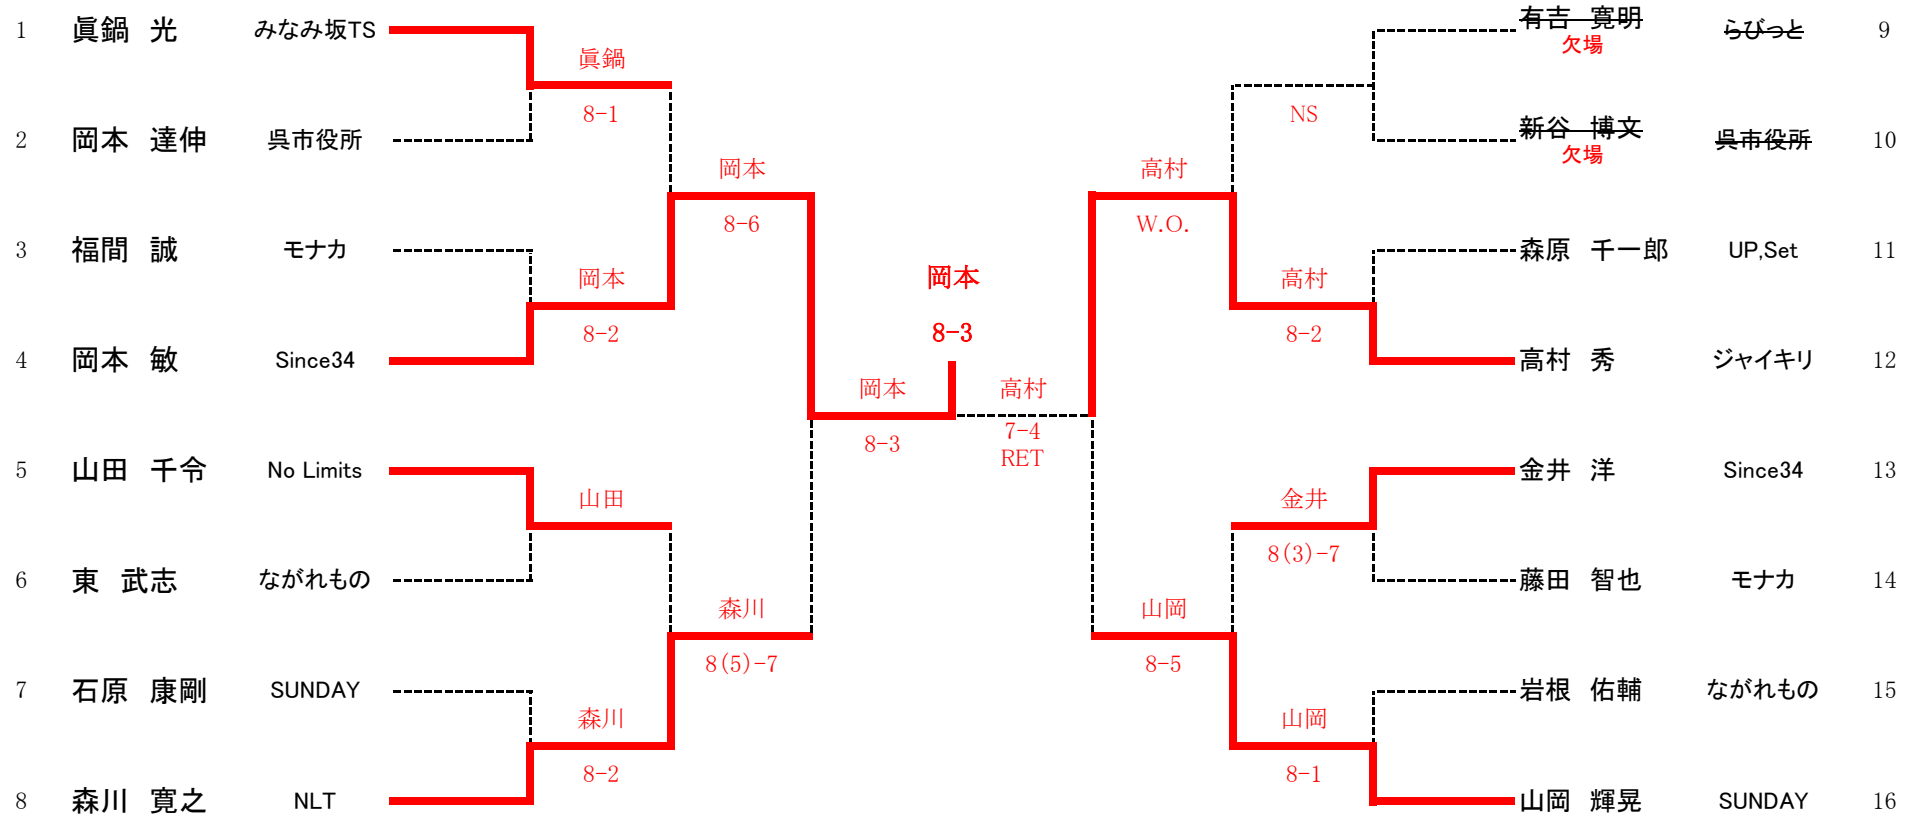 1 眞鍋 光 みなみ坂TS
2 岡本 達伸 呉市役所
3 福間 誠 モナカ
4 岡本 敏 Since34
5 山田 千令 No Limits
6 東 武志 ながれもの
7 石原 康剛 SUNDAY
8 森川 寛之 NLT
眞鍋
8-1
岡本
8-2
山田
森川
8-2
岡本
8-6
森川
8(5)-7
岡本
8-3
岡本
8-3
高村
7-4
RET
高村
W.O.
山岡
8-5
NS
高村
8-2
金井
8(3)-7
山岡
8-1
有吉 寛明 らびっと 9
欠場
新谷 博文 呉市役所 10
欠場
森原 千一郎 UP,Set 11
高村 秀 ジャイキリ 12
金井 洋 Since34 13
藤田 智也 モナカ 14
岩根 佑輔 ながれもの 15
山岡 輝晃 SUNDAY 16